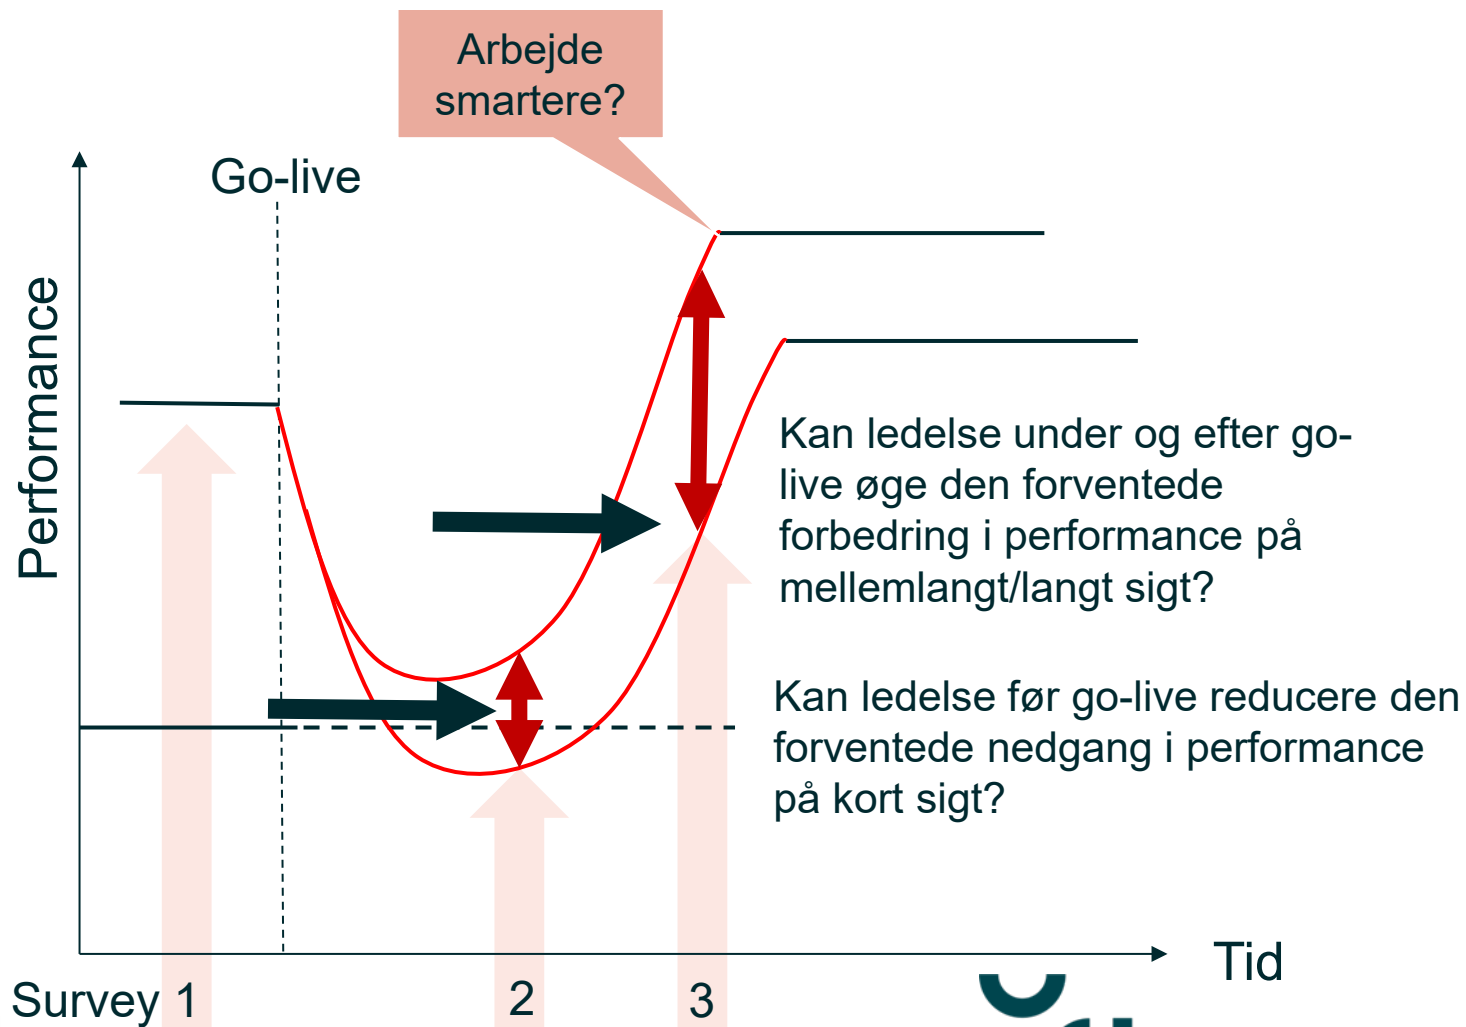 Arbejde
smartere?
Go-live
Performance
Kan ledelse under og efter go-
live øge den forventede
forbedring i performance på
mellemlangt/langt sigt?
Kan ledelse før go-live reducere den
forventede nedgang i performance
på kort sigt?
Tid
Survey 1
2
3